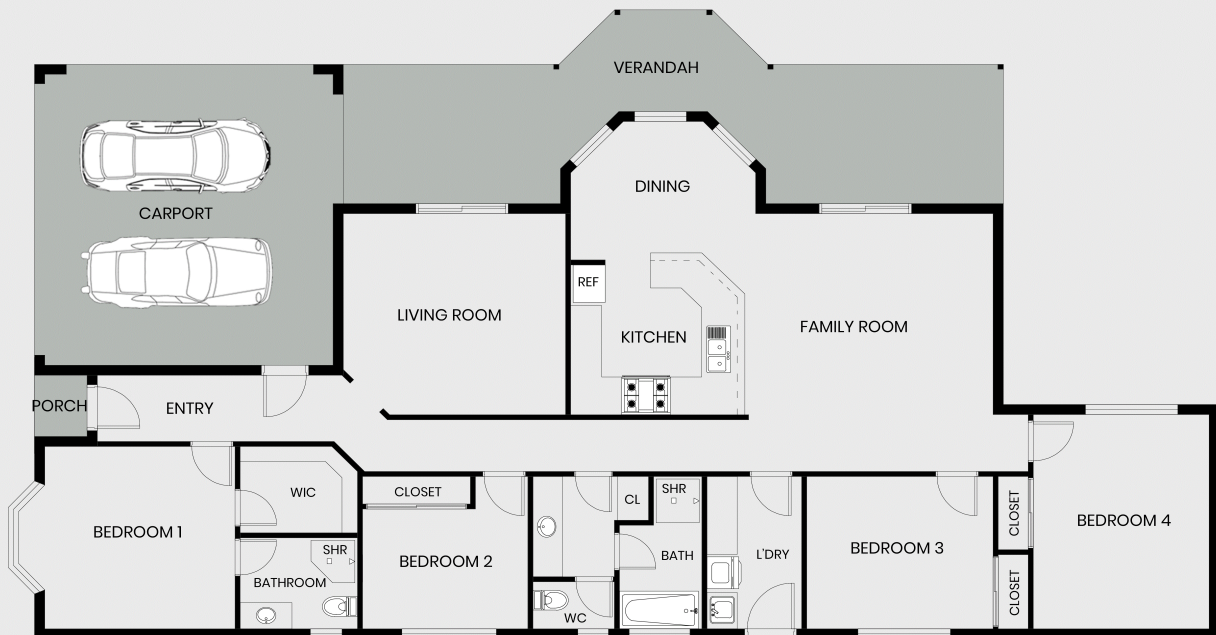 VERANDAH
DINING
CARPORT
REF
LIVING ROOM
KITCHEN
FAMILY ROOM
PORCH
ENTRY
WIC
CLOSET
CL
SHR
CLOSET
BEDROOM 1
BEDROOM 4
SHR
BATHROOM
BEDROOM 2
BATH
L'DRY
BEDROOM 3
CLOSET
WC